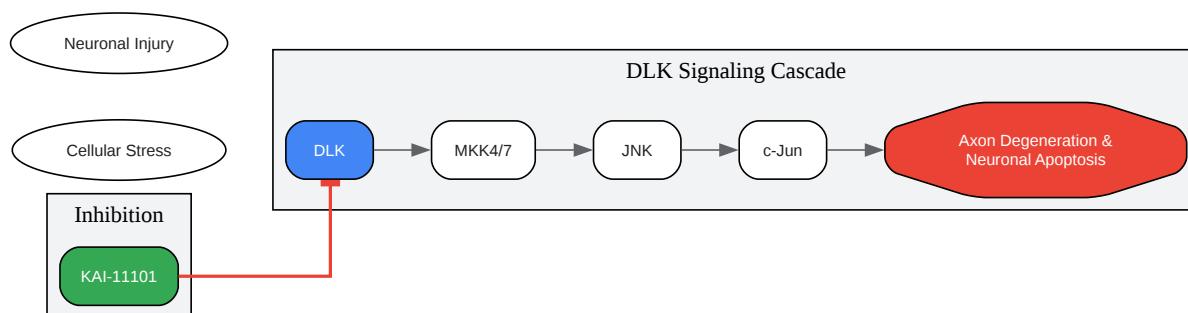 Neuronal Injury
DLK Signaling Cascade
DLK
MKK4/7
JNK
c-Jun
Axon Degeneration &
Neuronal Apoptosis
Cellular Stress
Inhibition
KAI-11101